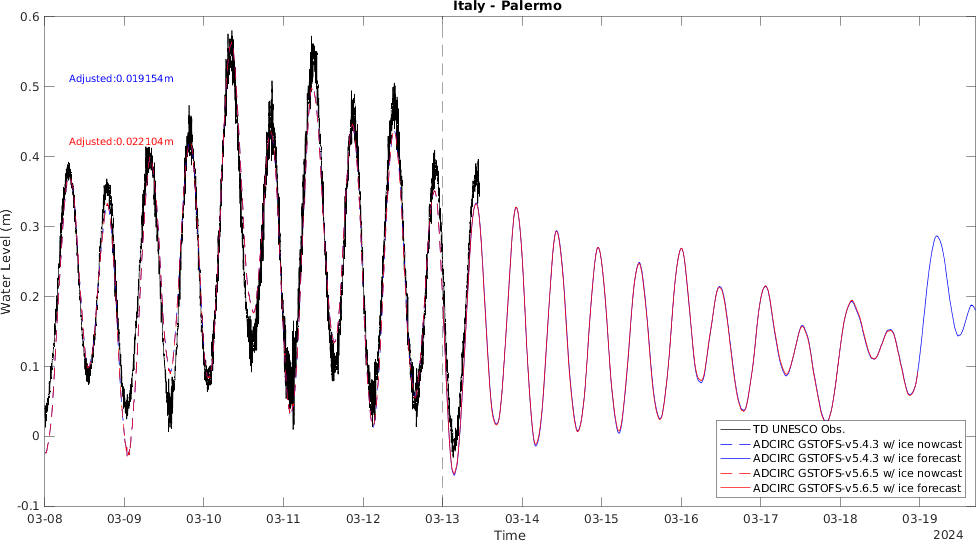 Italy - Palermo
0.6
0.5
0.4
0.3
0.2
0.1
0
-0.1
Water Level (m)
Adjusted:0.019154m
Adjusted:0.022104m
TD UNESCO Obs.
ADCIRC GSTOFS-v5.4.3 w/ ice nowcast
ADCIRC GSTOFS-v5.4.3 w/ ice forecast
ADCIRC GSTOFS-v5.6.5 w/ ice nowcast
ADCIRC GSTOFS-v5.6.5 w/ ice forecast
03-08 03-09 03-10 03-11 03-12 03-13 03-14 03-15 03-16 03-17 03-18 03-19
Time
2024